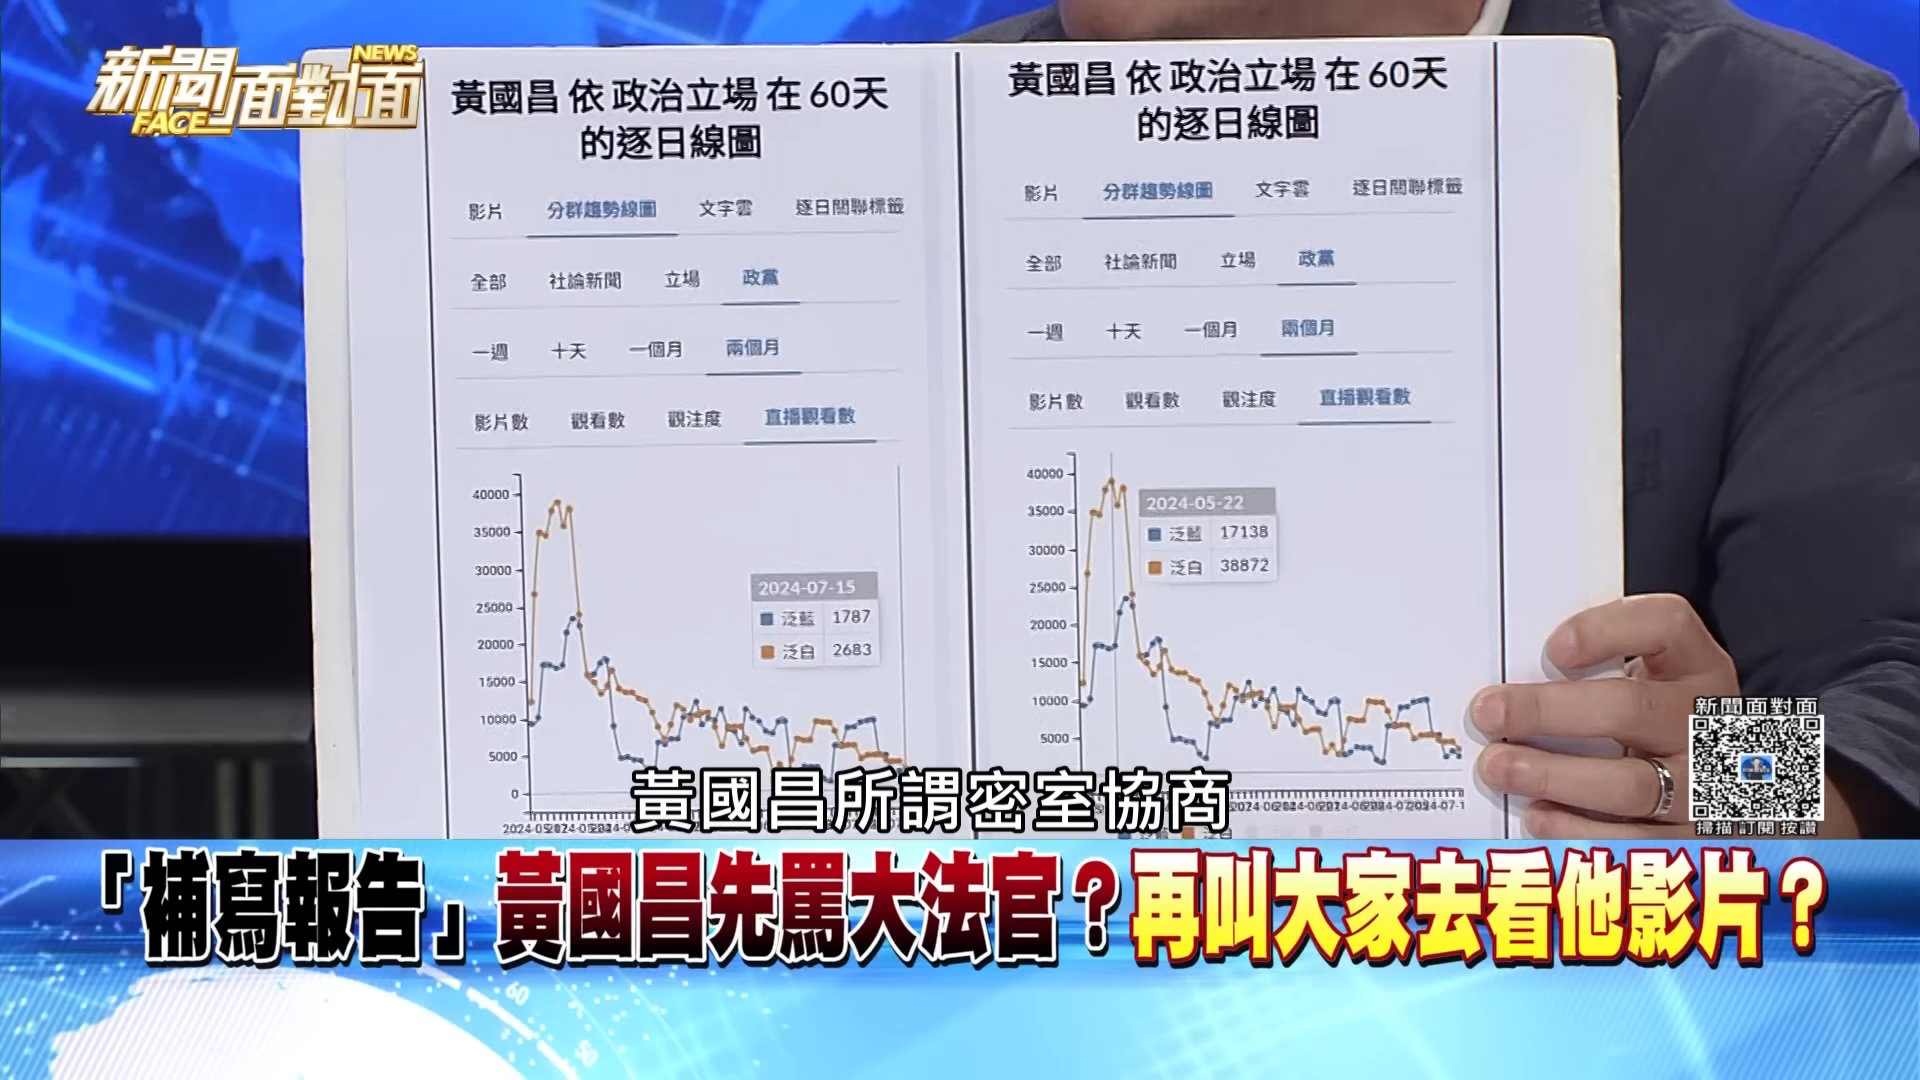 新聞面對面
NEWS
FACE
黃國昌 依 政治立場 在 60天
的逐日線圖
影片 分群趨勢線圖 文字雲 逐日關聯標籤
全部 社論新聞 立場 政黨
一週 十天 一個月 兩個月
影片數 觀看數 觀注度 直播觀看數
40000
35000
30000
25000
20000
15000
10000
5000
0
2024-07-15
泛藍 1787
泛白 2683
黃國昌 依 政治立場 在 60天
的逐日線圖
影片 分群趨勢線圖 文字雲 逐日關聯標籤
全部 社論新聞 立場 政黨
一週 十天 一個月 兩個月
影片數 觀看數 觀注度 直播觀看數
40000
35000
30000
25000
20000
15000
10000
5000
2024-05-22
泛藍 17138
泛白 38872
新聞面對面
掃描 訂閱 按讚
黃國昌所謂密室協商
「補寫報告」黃國昌先罵大法官？再叫大家去看他影片？
60
50